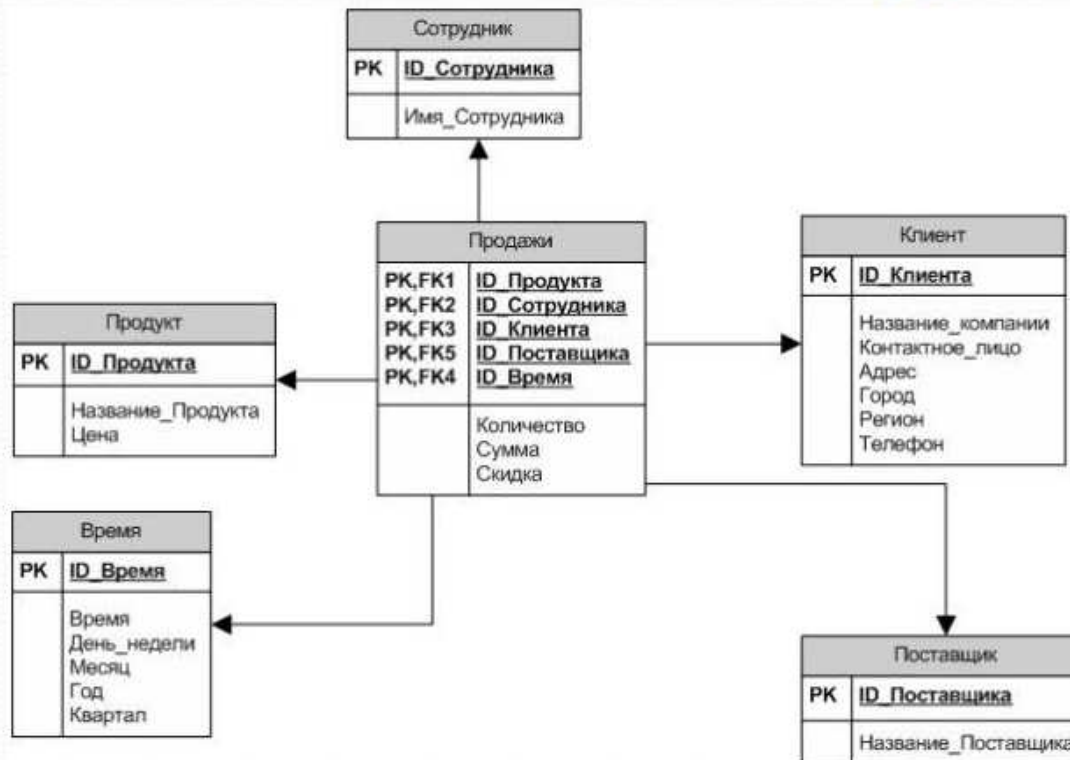 Сотрудник
PK ID_Сотрудника
Имя_Сотрудника
Продажи
PK,FK1 ID_Продукта
PK,FK2 ID_Сотрудника
PK,FK3 ID_Клиента
PK,FK5 ID_Поставщика
PK,FK4 ID_Время
Количество
Сумма
Скидка
Клиент
PK ID_Клиента
Название_компании
Контактное_лицо
Адрес
Город
Регион
Телефон
Продукт
PK ID_Продукта
Название_Продукта
Цена
Время
PK ID_Время
Время
День_недели
Месяц
Год
Квартал
Поставщик
PK ID_Поставщика
Название_Поставщика